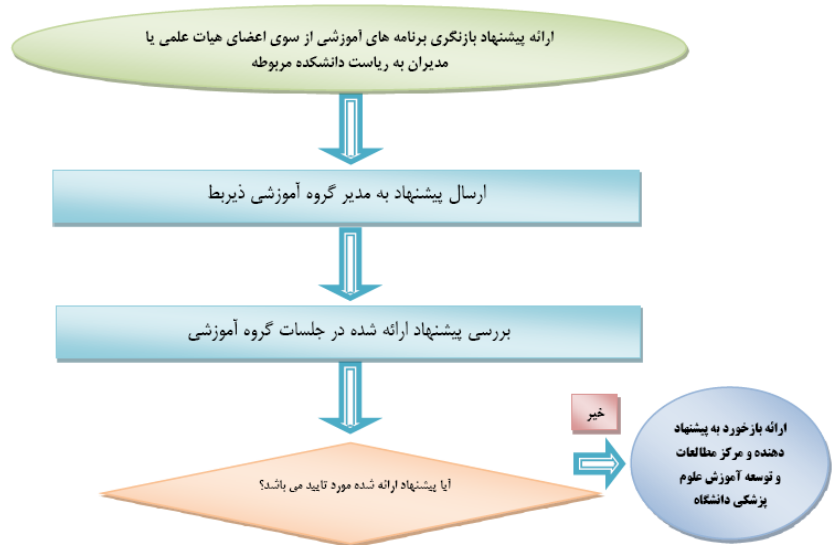 ارائه پیشنهاد بازنگری برنامه های آموزشی از سوی اعضای هیات علمی یا
مدیران به ریاست دانشکده مربوطه
ارسال پیشنهاد به مدیر گروه آموزشی ذیربط
بررسی پیشنهاد ارائه شده در جلسات گروه آموزشی
آیا پیشنهاد ارائه شده مورد تایید می باشد؟
خیر
ارائه بازخورد به پیشنهاد
دهنده و مرکز مطالعات
و توسعه آموزش علوم
پزشکی دانشگاه